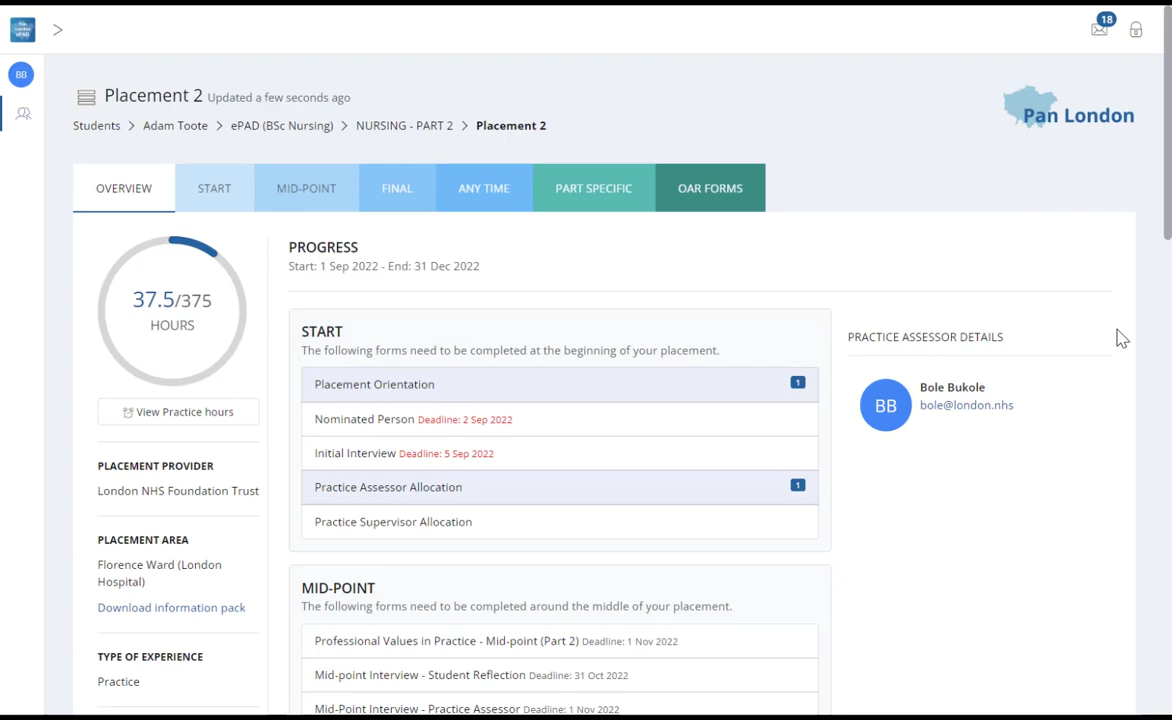 Pan London ePAD
>
18
BB
Placement 2 Updated a few seconds ago
Students > Adam Toote > ePAD (BSc Nursing) > NURSING - PART 2 > Placement 2
Pan London
OVERVIEW START MID-POINT FINAL ANY TIME PART SPECIFIC OAR FORMS
37.5/375
HOURS
View Practice hours
PLACEMENT PROVIDER
London NHS Foundation Trust
PLACEMENT AREA
Florence Ward (London
Hospital)
Download information pack
TYPE OF EXPERIENCE
Practice
PROGRESS
Start: 1 Sep 2022 - End: 31 Dec 2022
START
The following forms need to be completed at the beginning of your placement.
Placement Orientation 1
Nominated Person Deadline: 2 Sep 2022
Initial Interview Deadline: 5 Sep 2022
Practice Assessor Allocation 1
Practice Supervisor Allocation
MID-POINT
The following forms need to be completed around the middle of your placement.
Professional Values in Practice - Mid-point (Part 2) Deadline: 1 Nov 2022
Mid-point Interview - Student Reflection Deadline: 31 Oct 2022
Mid-Point Interview - Practice Assessor Deadline: 1 Nov 2022
PRACTICE ASSESSOR DETAILS
BB
Bole Bukole
bole@london.nhs